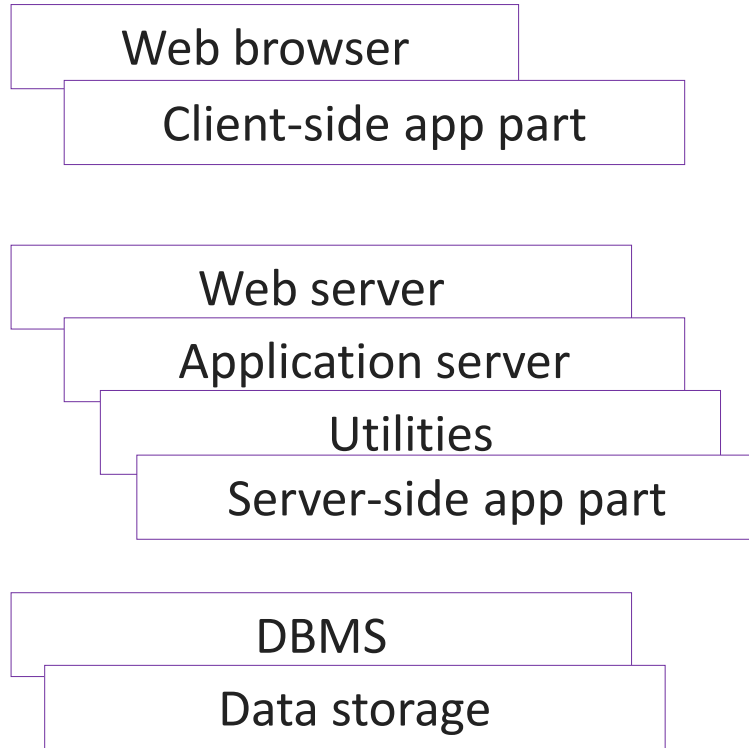 Web browser
Client-side app part
Web server
Application server
Utilities
Server-side app part
DBMS
Data storage